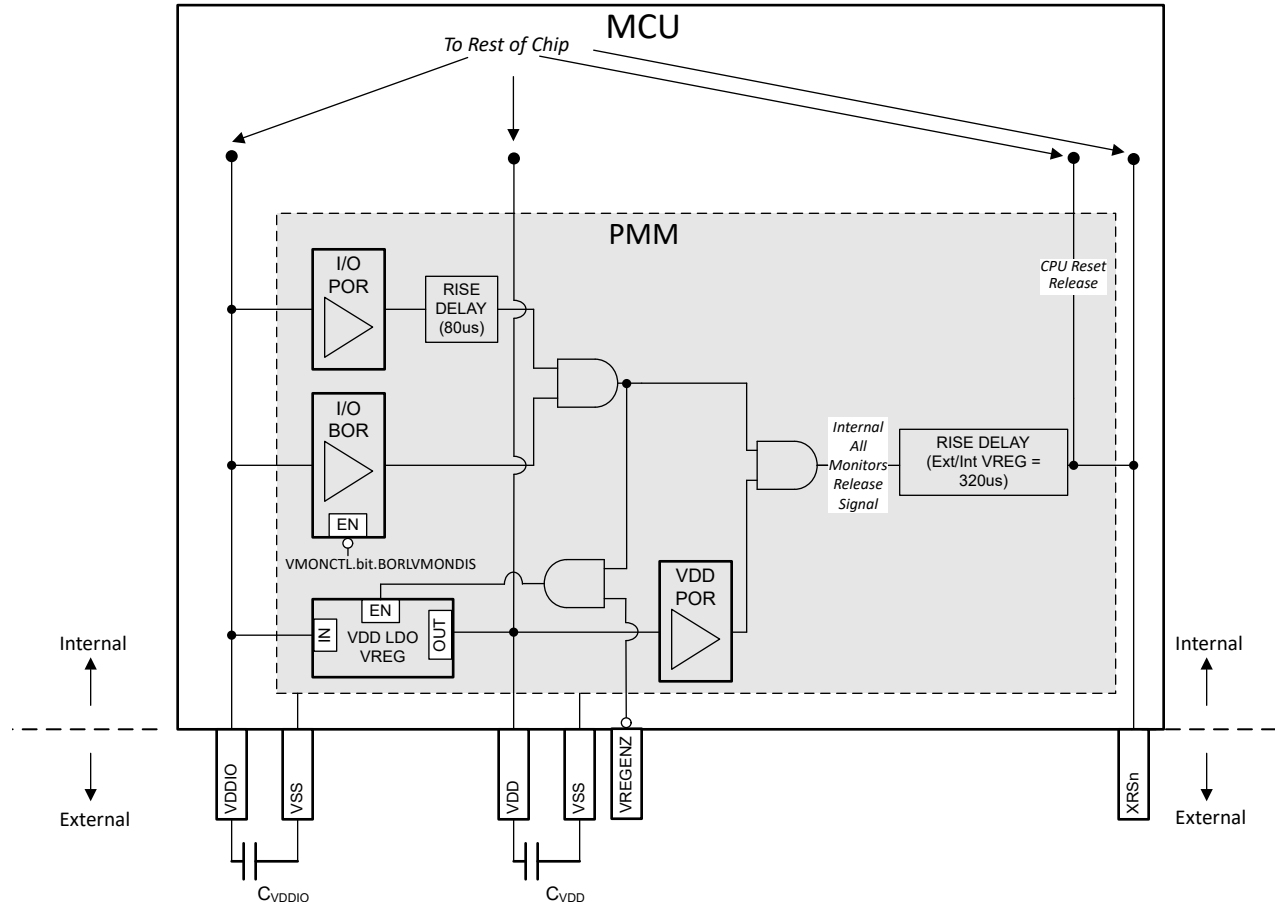 MCU
To Rest of Chip
PMM
I/O
POR
RISE
DELAY
(80us)
CPU Reset
Release
I/O
BOR
EN
VMONCTL.bit.BORLVMONDIS
Internal
All
Monitors
Release
Signal
RISE DELAY
(Ext/Int VREG =
320us)
EN
IN
VDD LDO
VREG
OUT
VDD
POR
Internal
External
Internal
External
VDDIO
VSS
VDD
VSS
VREGENZ
XRSn
CVDDIO
CVDD